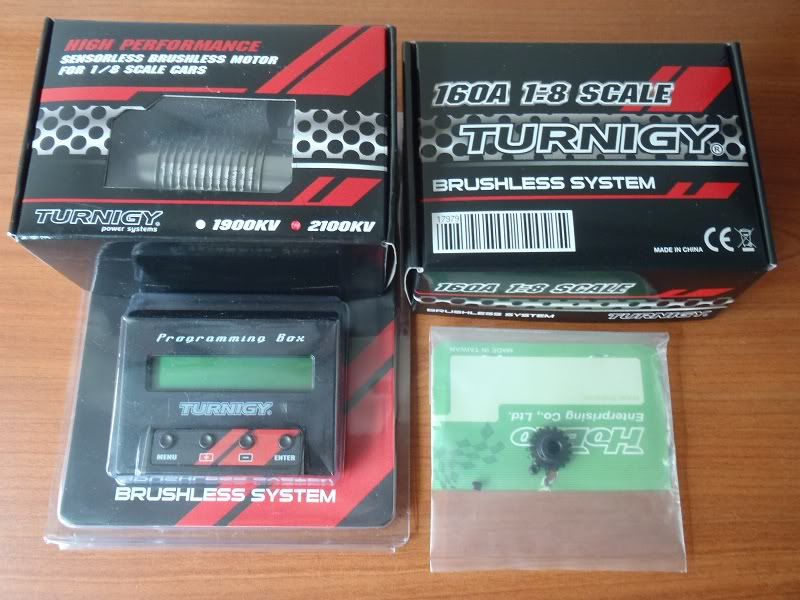 HIGH PERFORMANCE
SENSORLESS BRUSHLESS MOTOR
FOR 1/8 SCALE CARS
TURNIGY®
power systems
1900KV 2100KV
160A 1:8 SCALE
TURNIGY®
BRUSHLESS SYSTEM
17979
MADE IN CHINA CE
160A 1:8 SCALE
BRUSHLESS SYSTEM TURNIGY
Programming Box
TURNIGY®
MENU + - ENTER
BRUSHLESS SYSTEM
MADE IN TAIWAN
Enterprising Co., Ltd.